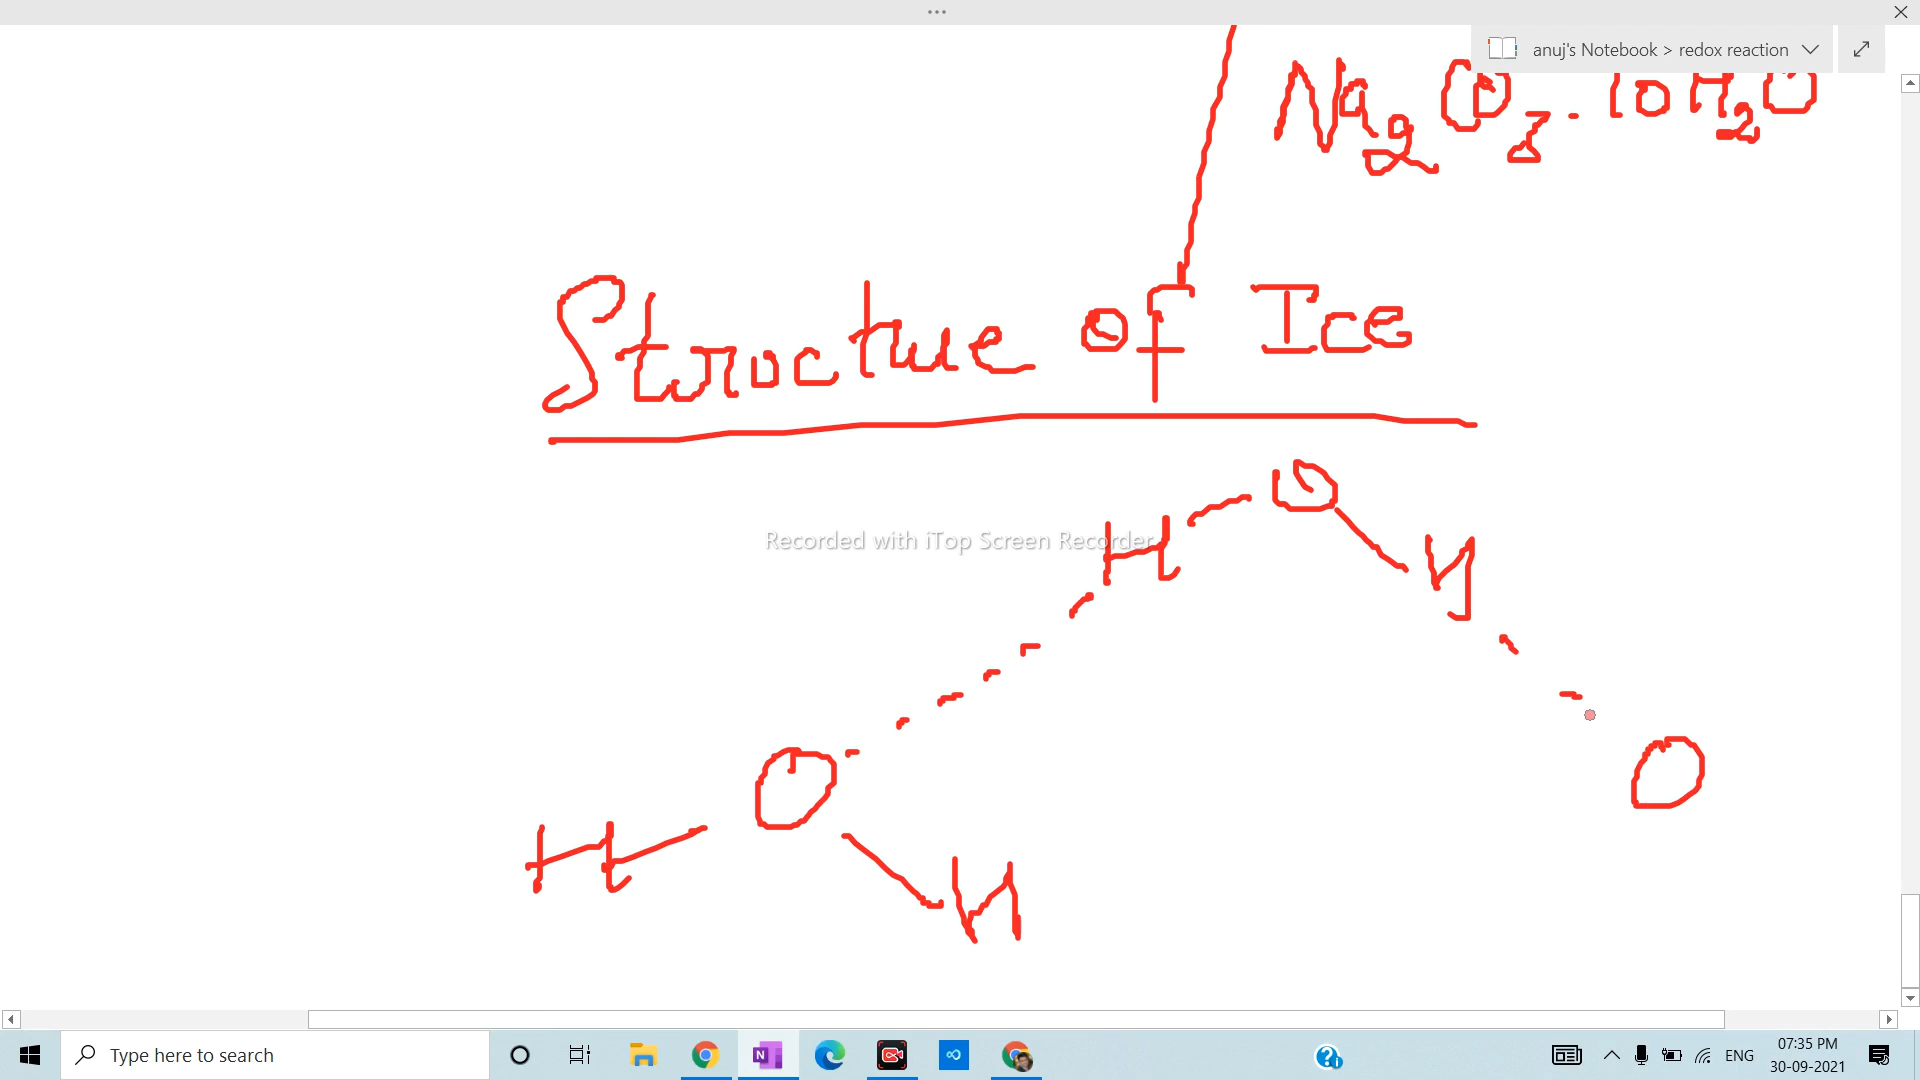 anuj's Notebook > redox reaction
Na2CO3.10H2O
Structue of Ice
O
H
H
Recorded with iTop Screen Recorder
O
O
H
H
Type here to search
ENG
07:35 PM
30-09-2021